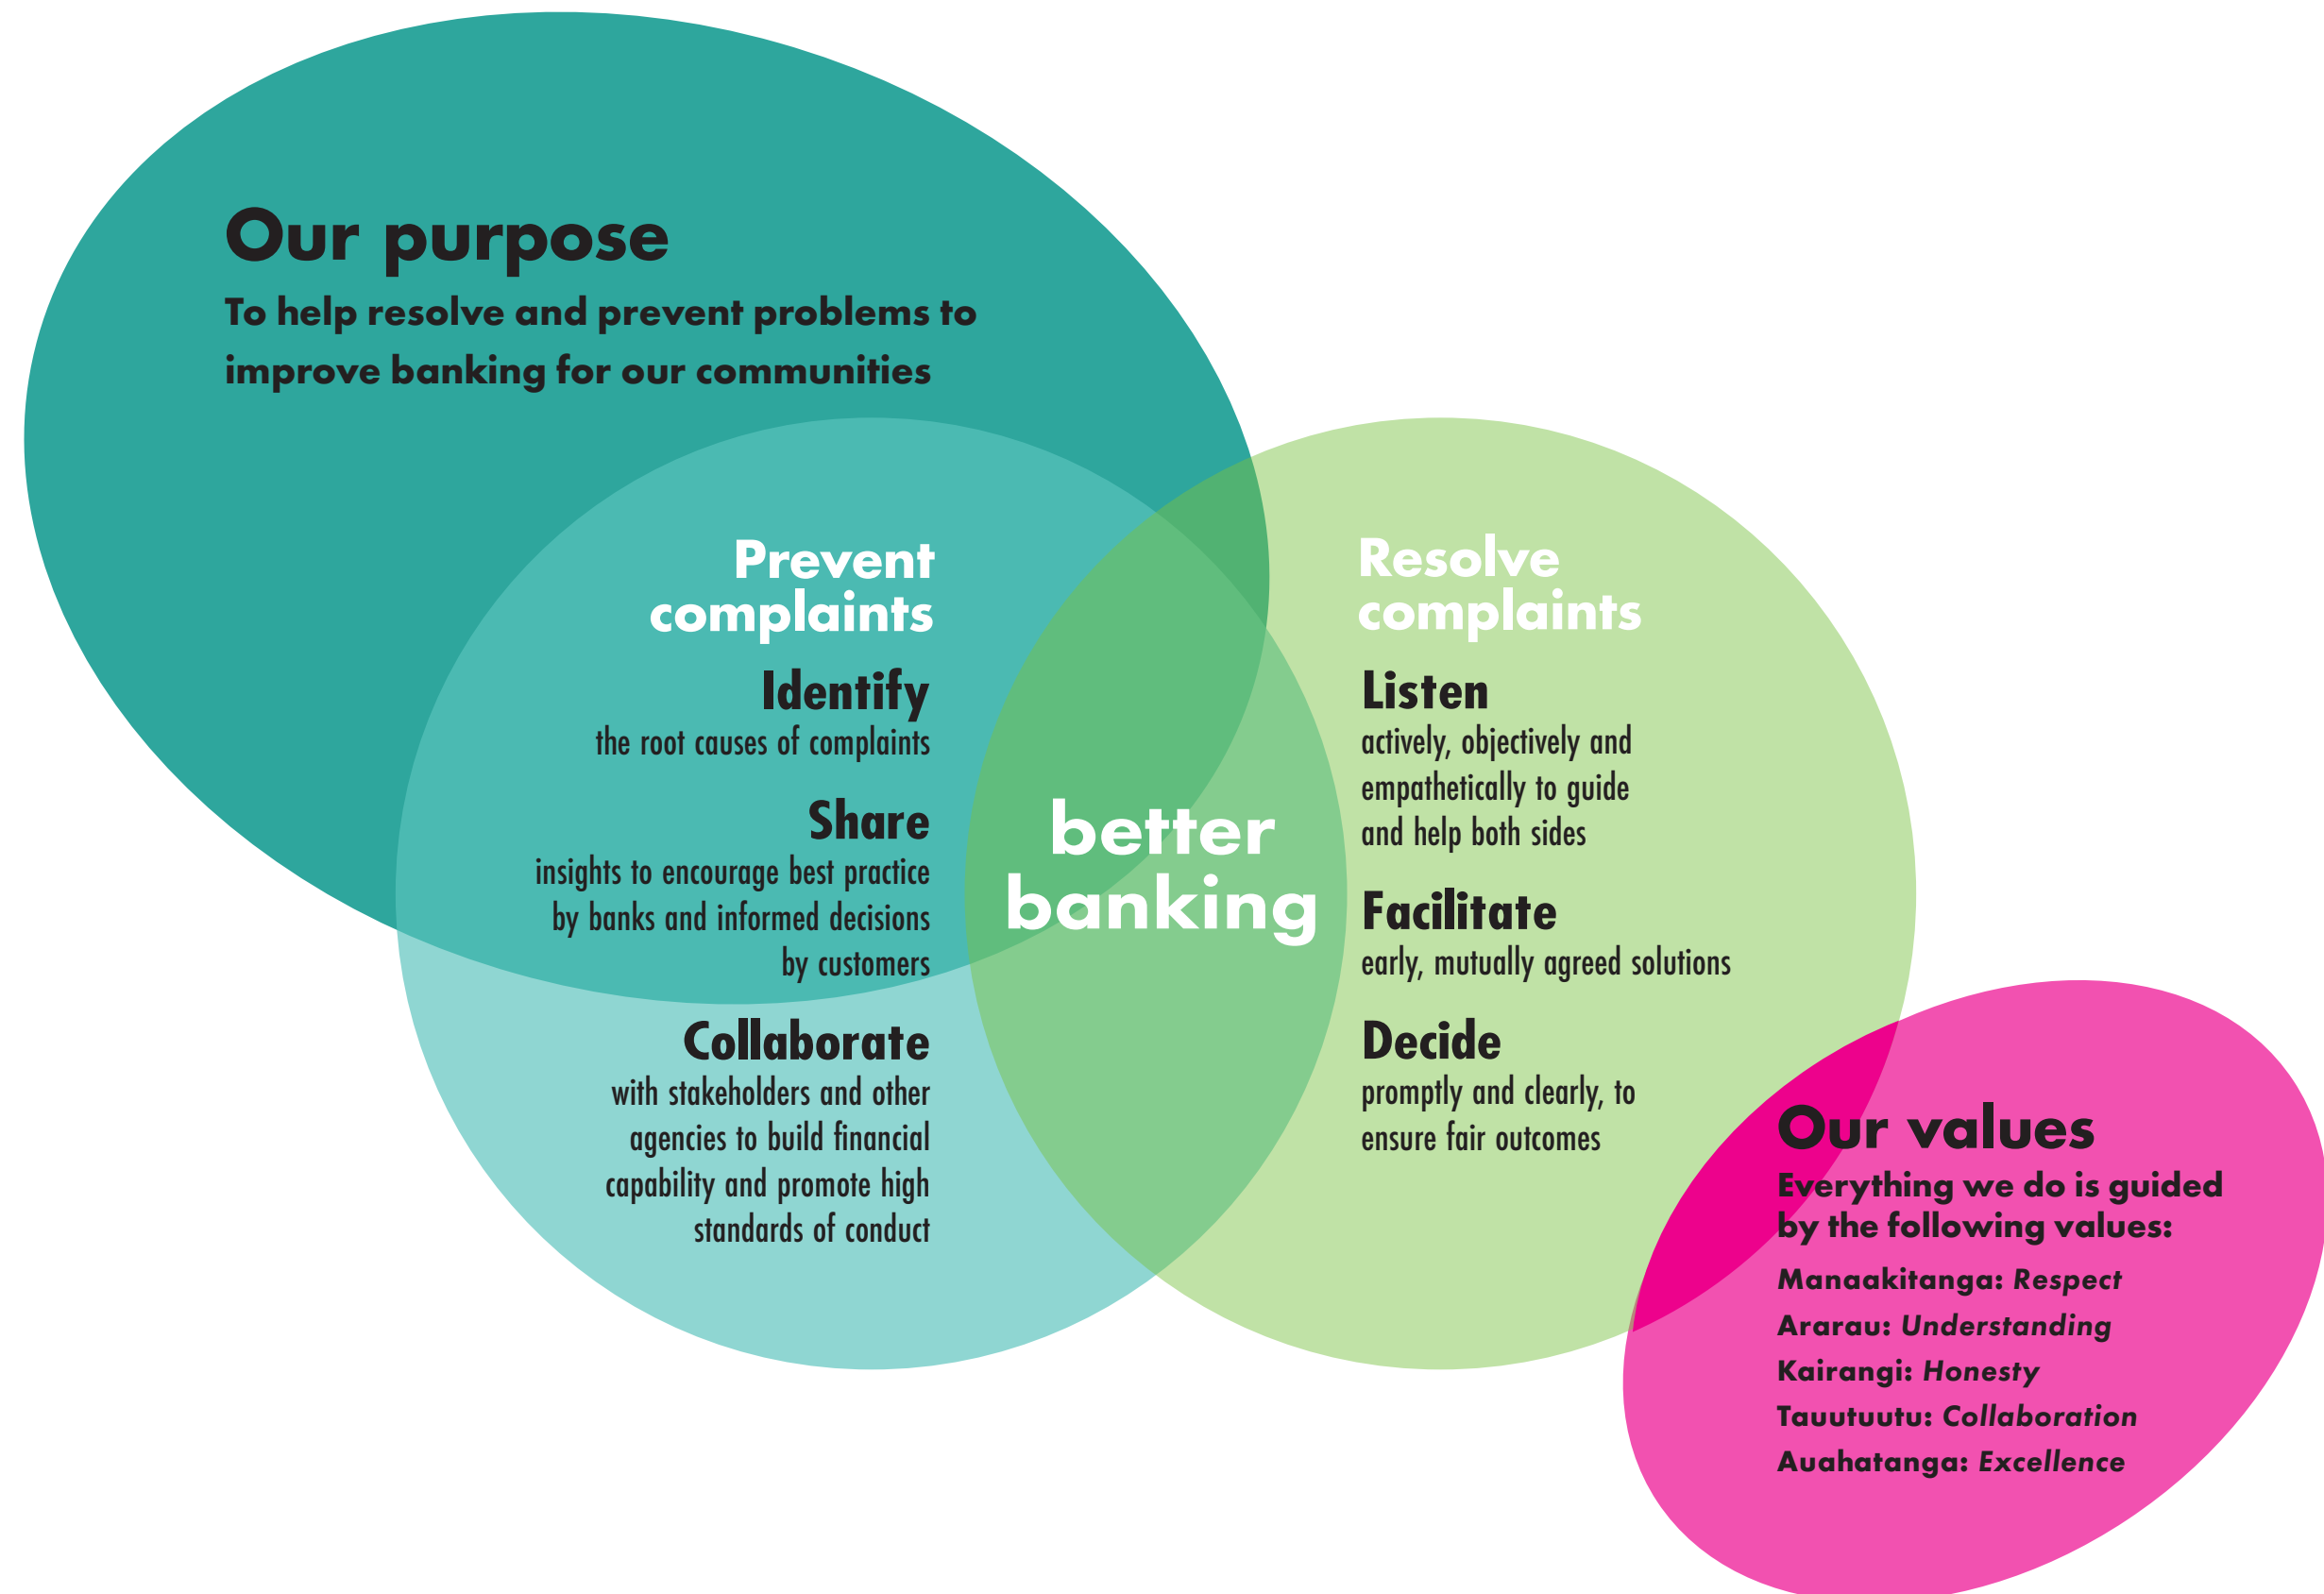 Our purpose
To help resolve and prevent problems to
improve banking for our communities
Prevent
complaints
Identify
the root causes of complaints
Share
insights to encourage best practice
by banks and informed decisions
by customers
Collaborate
with stakeholders and other
agencies to build financial
capability and promote high
standards of conduct
better
banking
Resolve
complaints
Listen
actively, objectively and
empathetically to guide
and help both sides
Facilitate
early, mutually agreed solutions
Decide
promptly and clearly, to
ensure fair outcomes
Our values
Everything we do is guided
by the following values:
Manaakitanga: Respect
Ararau: Understanding
Kairangi: Honesty
Tauutuutu: Collaboration
Auahatanga: Excellence